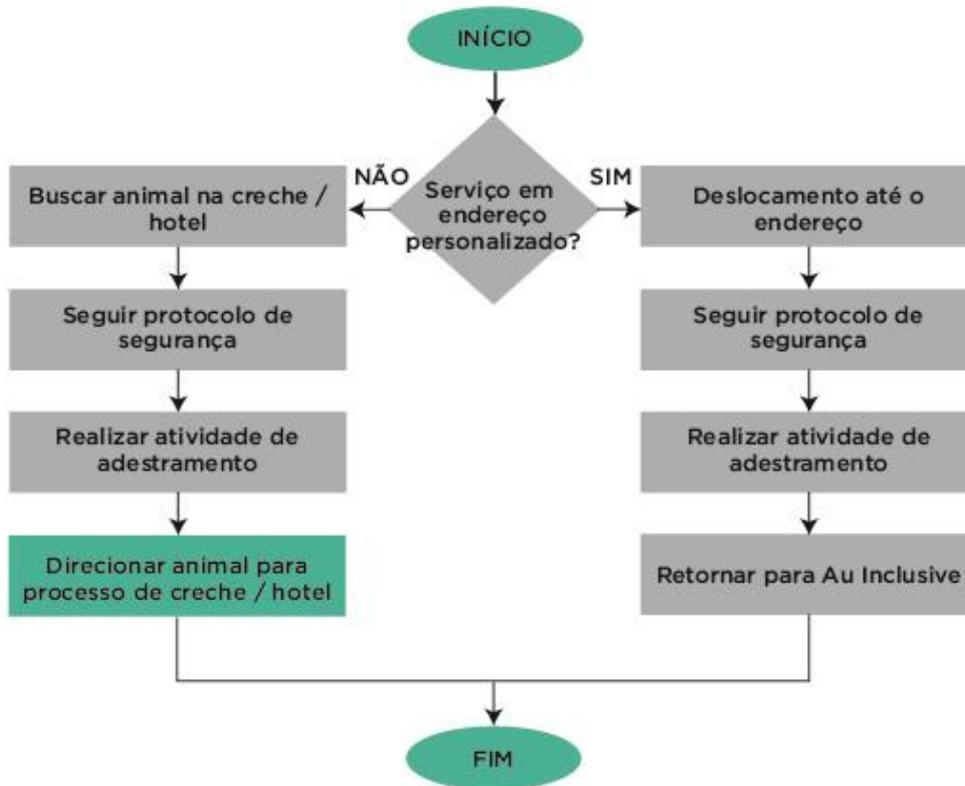 INÍCIO
Serviço em
endereço
personalizado?
NÃO
SIM
Buscar animal na creche /
hotel
Seguir protocolo de
segurança
Realizar atividade de
adestramento
Direcionar animal para
processo de creche / hotel
Deslocamento até o
endereço
Seguir protocolo de
segurança
Realizar atividade de
adestramento
Retornar para Au Inclusive
FIM